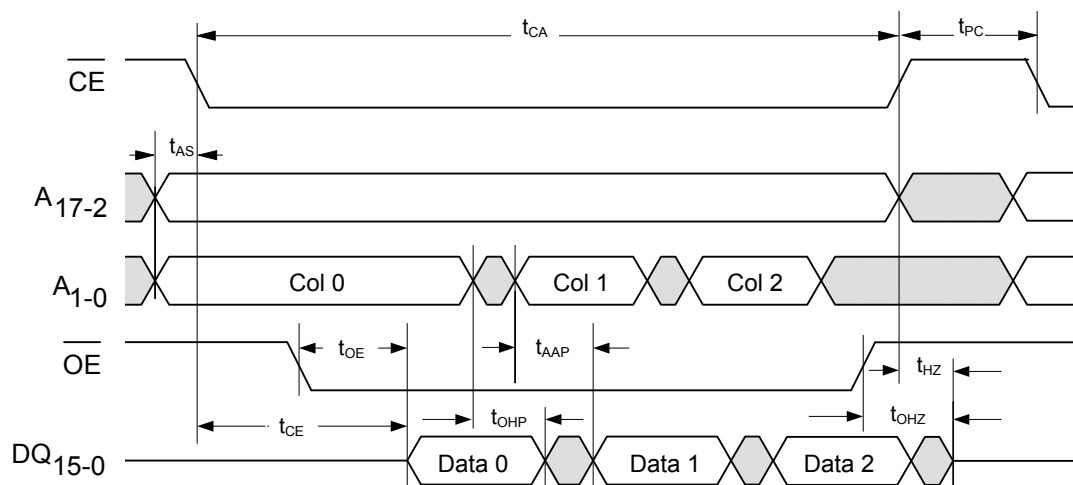 tCA
tPC
CE
tAS
A17-2
A1-0
Col 0
Col 1
Col 2
OE
tOE
tAAP
tHZ
tCE
tOHP
tOHZ
DQ15-0
Data 0
Data 1
Data 2